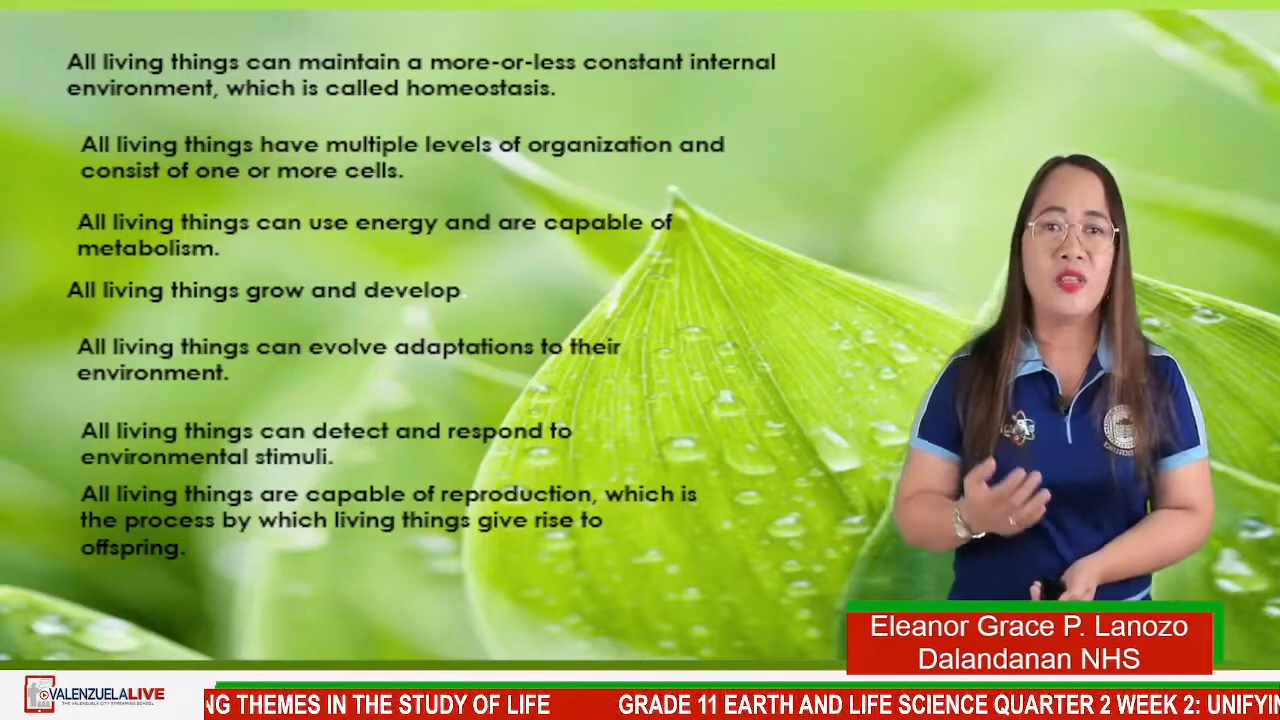 All living things can maintain a more-or-less constant internal
environment, which is called homeostasis.
All living things have multiple levels of organization and
consist of one or more cells.
All living things can use energy and are capable of
metabolism.
All living things grow and develop.
All living things can evolve adaptations to their
environment.
All living things can detect and respond to
environmental stimuli.
All living things are capable of reproduction, which is
the process by which living things give rise to
offspring.
Eleanor Grace P. Lanozo
Dalandanan NHS
VALENZUELALIVE
THE VALENZUELA CITY STREAMING SCHOOL
NG THEMES IN THE STUDY OF LIFE GRADE 11 EARTH AND LIFE SCIENCE QUARTER 2 WEEK 2: UNIFYIN